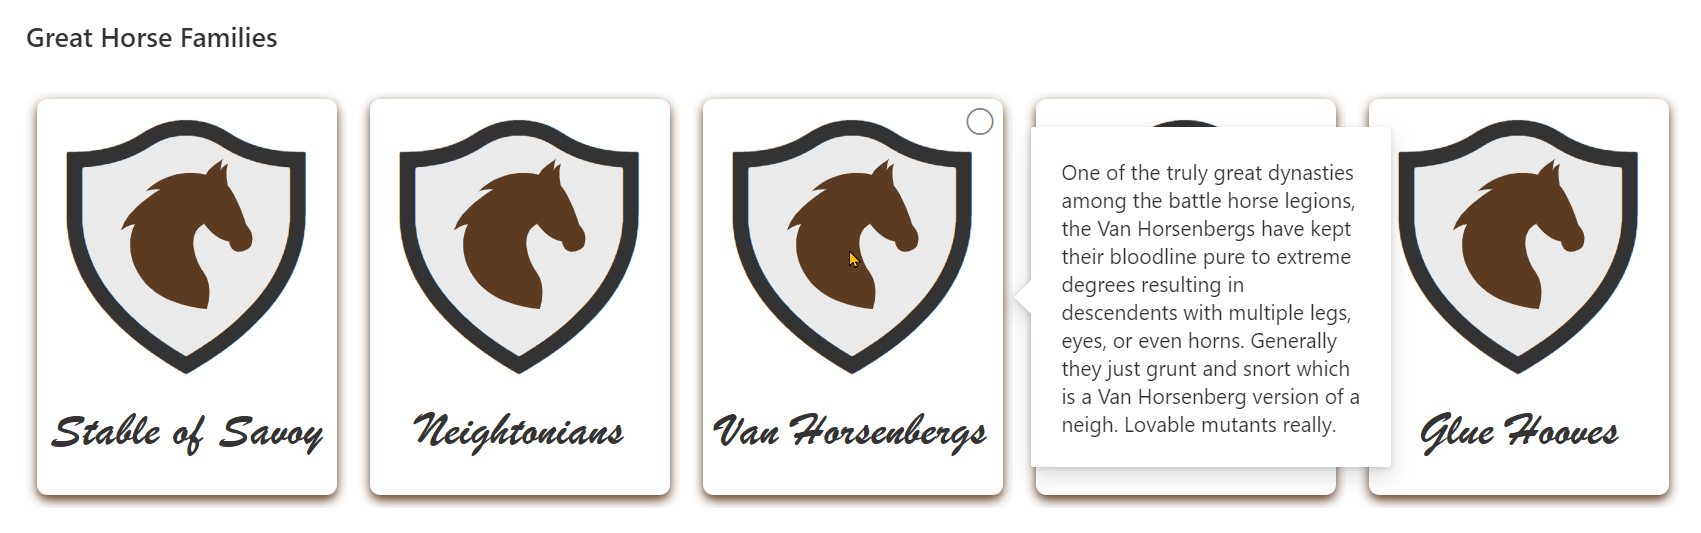 Great Horse Families
Stable of Savoy
Neightonians
Van Horsenbergs
One of the truly great dynasties
among the battle horse legions,
the Van Horsenbergs have kept
their bloodline pure to extreme
degrees resulting in
descendents with multiple legs,
eyes, or even horns. Generally
they just grunt and snort which
is a Van Horsenberg version of a
neigh. Lovable mutants really.
Glue Hooves